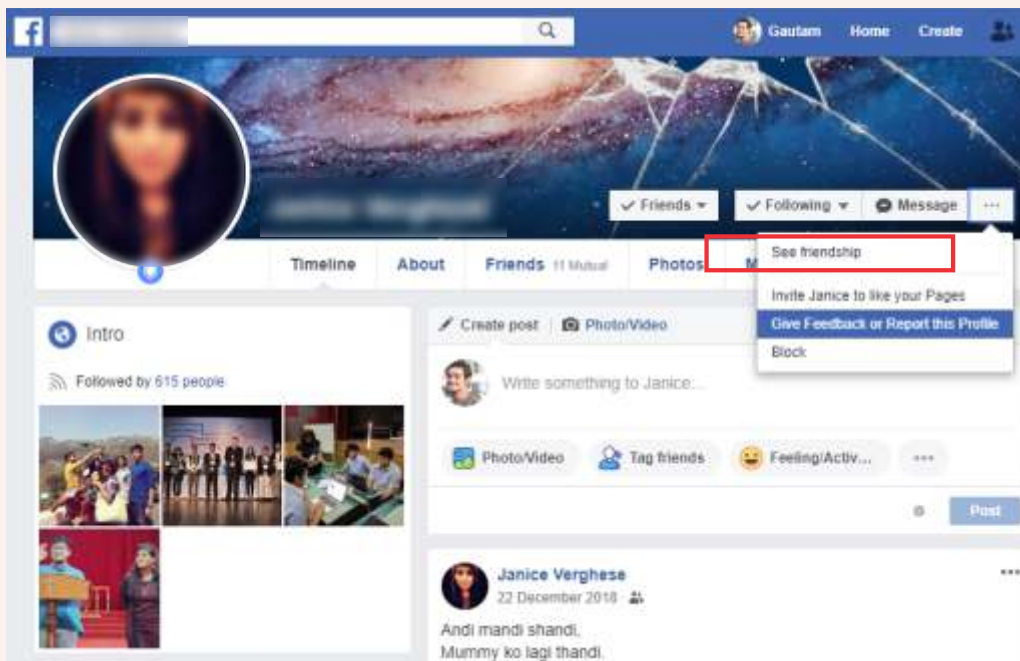 f
Gautam Home Create
Friends
Following
Message
...
Timeline About Friends 11 Mutual Photos
See friendship
Invite Janice to like your Pages
Give Feedback or Report this Profile
Block
Intro
Followed by 615 people
Create post
Photo/Video
Write something to Janice...
Photo/Video
Tag friends
Feeling/Activ...
Post
Janice Verghese
22 December 2018
Andi mandi shandi,
Mummy ko lagi thandi,